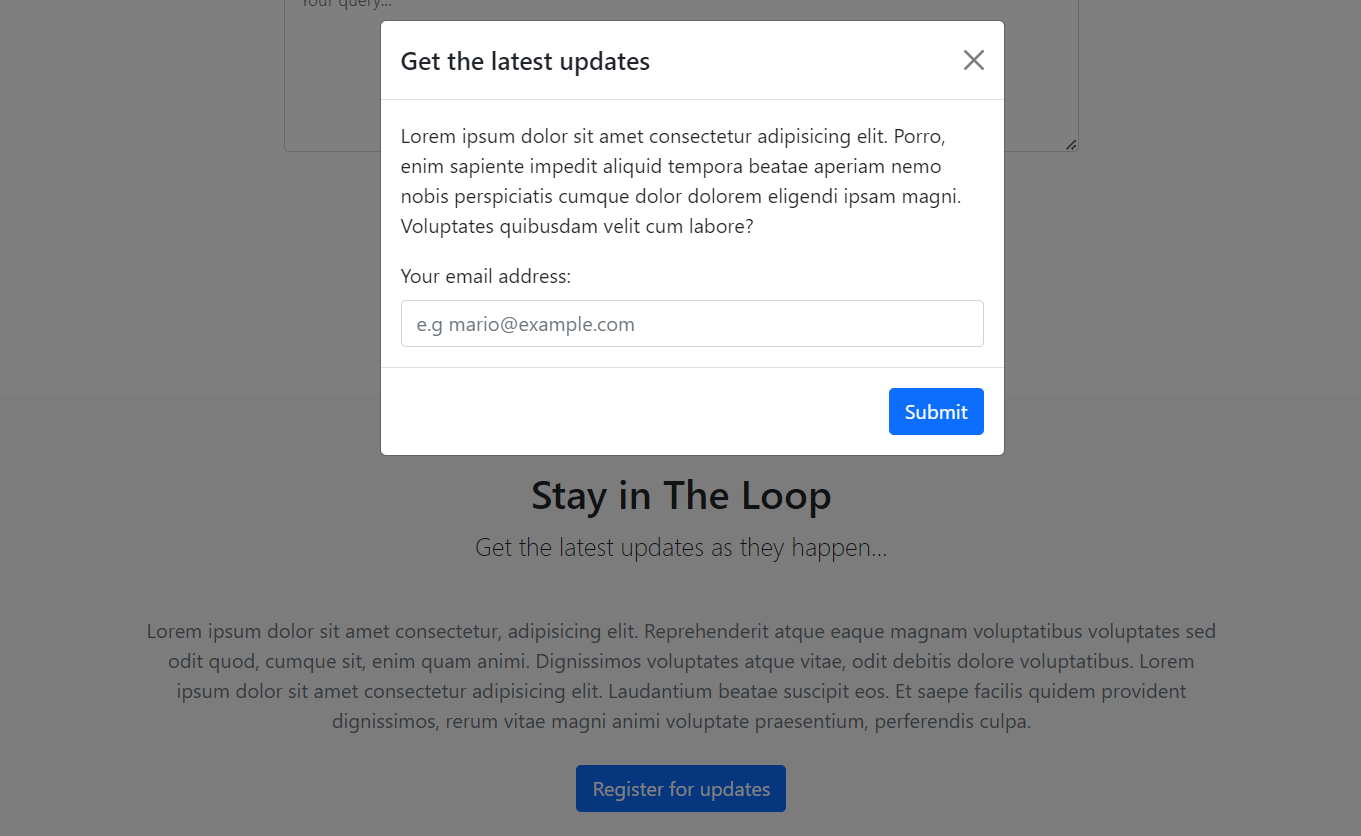 Your query...
Get the latest updates
Lorem ipsum dolor sit amet consectetur adipisicing elit. Porro,
enim sapiente impedit aliquid tempora beatae aperiam nemo
nobis perspiciatis cumque dolor dolorem eligendi ipsam magni.
Voluptates quibusdam velit cum labore?
Your email address:
e.g mario@example.com
Submit
Stay in The Loop
Get the latest updates as they happen...
Lorem ipsum dolor sit amet consectetur, adipisicing elit. Reprehenderit atque eaque magnam voluptatibus voluptates sed
odit quod, cumque sit, enim quam animi. Dignissimos voluptates atque vitae, odit debitis dolore voluptatibus. Lorem
ipsum dolor sit amet consectetur adipisicing elit. Laudantium beatae suscipit eos. Et saepe facilis quidem provident
dignissimos, rerum vitae magni animi voluptate praesentium, perferendis culpa.
Register for updates